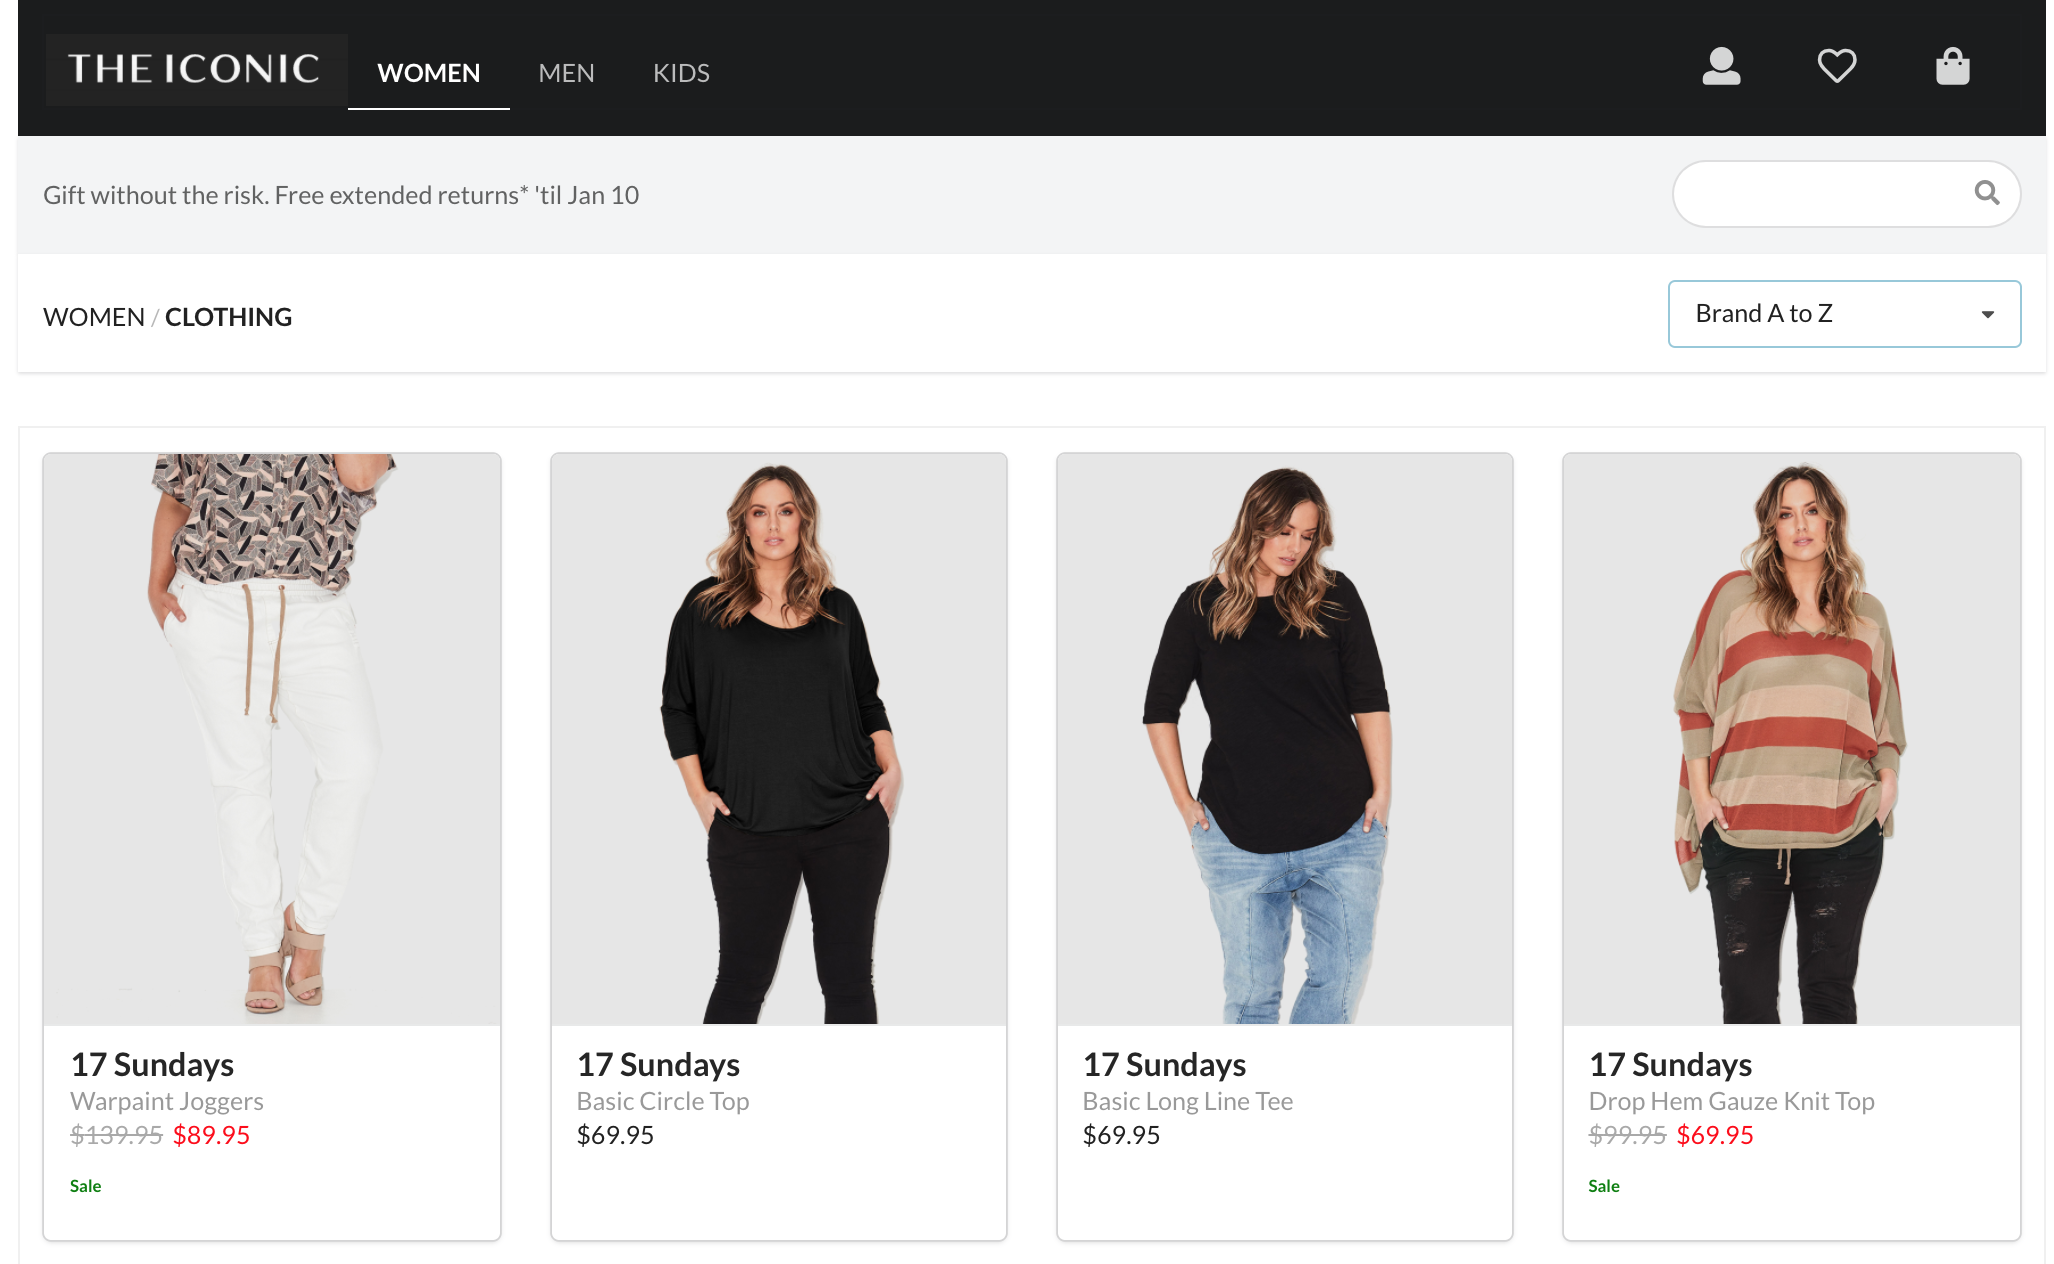 THE ICONIC
WOMEN
MEN
KIDS
Gift without the risk. Free extended returns* 'til Jan 10
WOMEN / CLOTHING
Brand A to Z
17 Sundays
Warpaint Joggers
$139.95 $89.95
Sale
17 Sundays
Basic Circle Top
$69.95
17 Sundays
Basic Long Line Tee
$69.95
17 Sundays
Drop Hem Gauze Knit Top
$99.95 $69.95
Sale